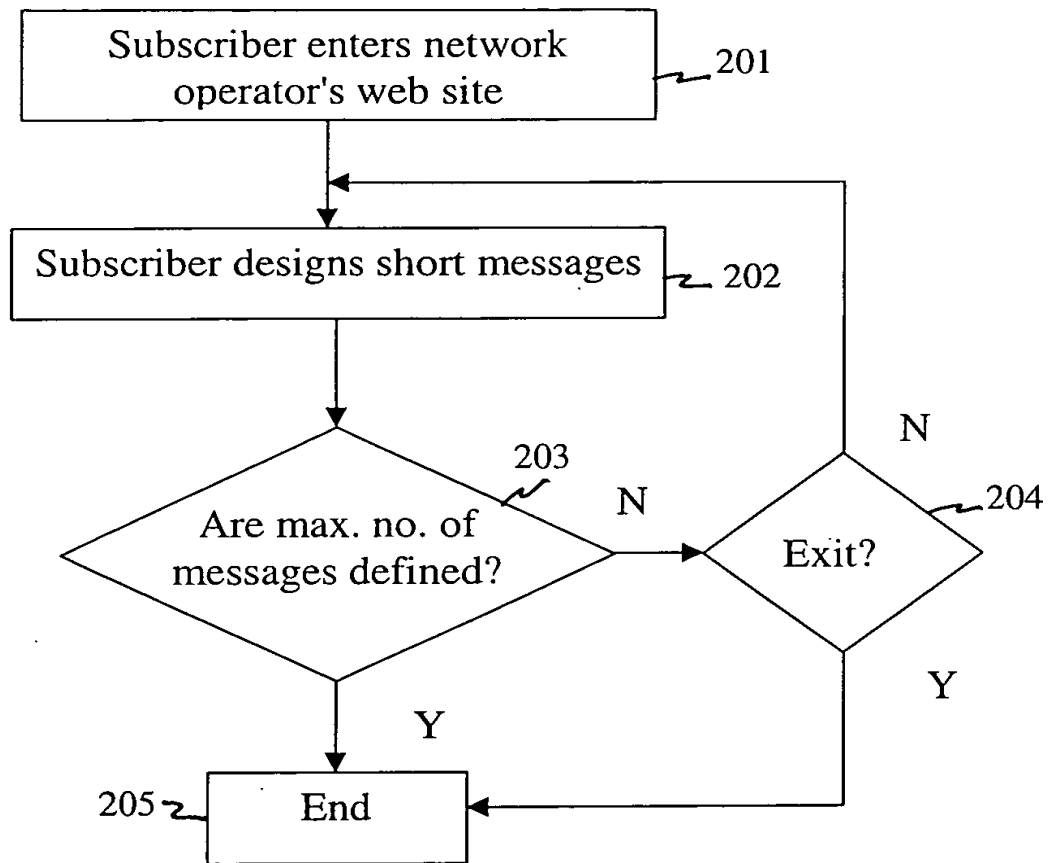 Subscriber enters network
operator's web site
201
Subscriber designs short messages
202
203
Are max. no. of
messages defined?
N
N
204
Exit?
Y
Y
205
End